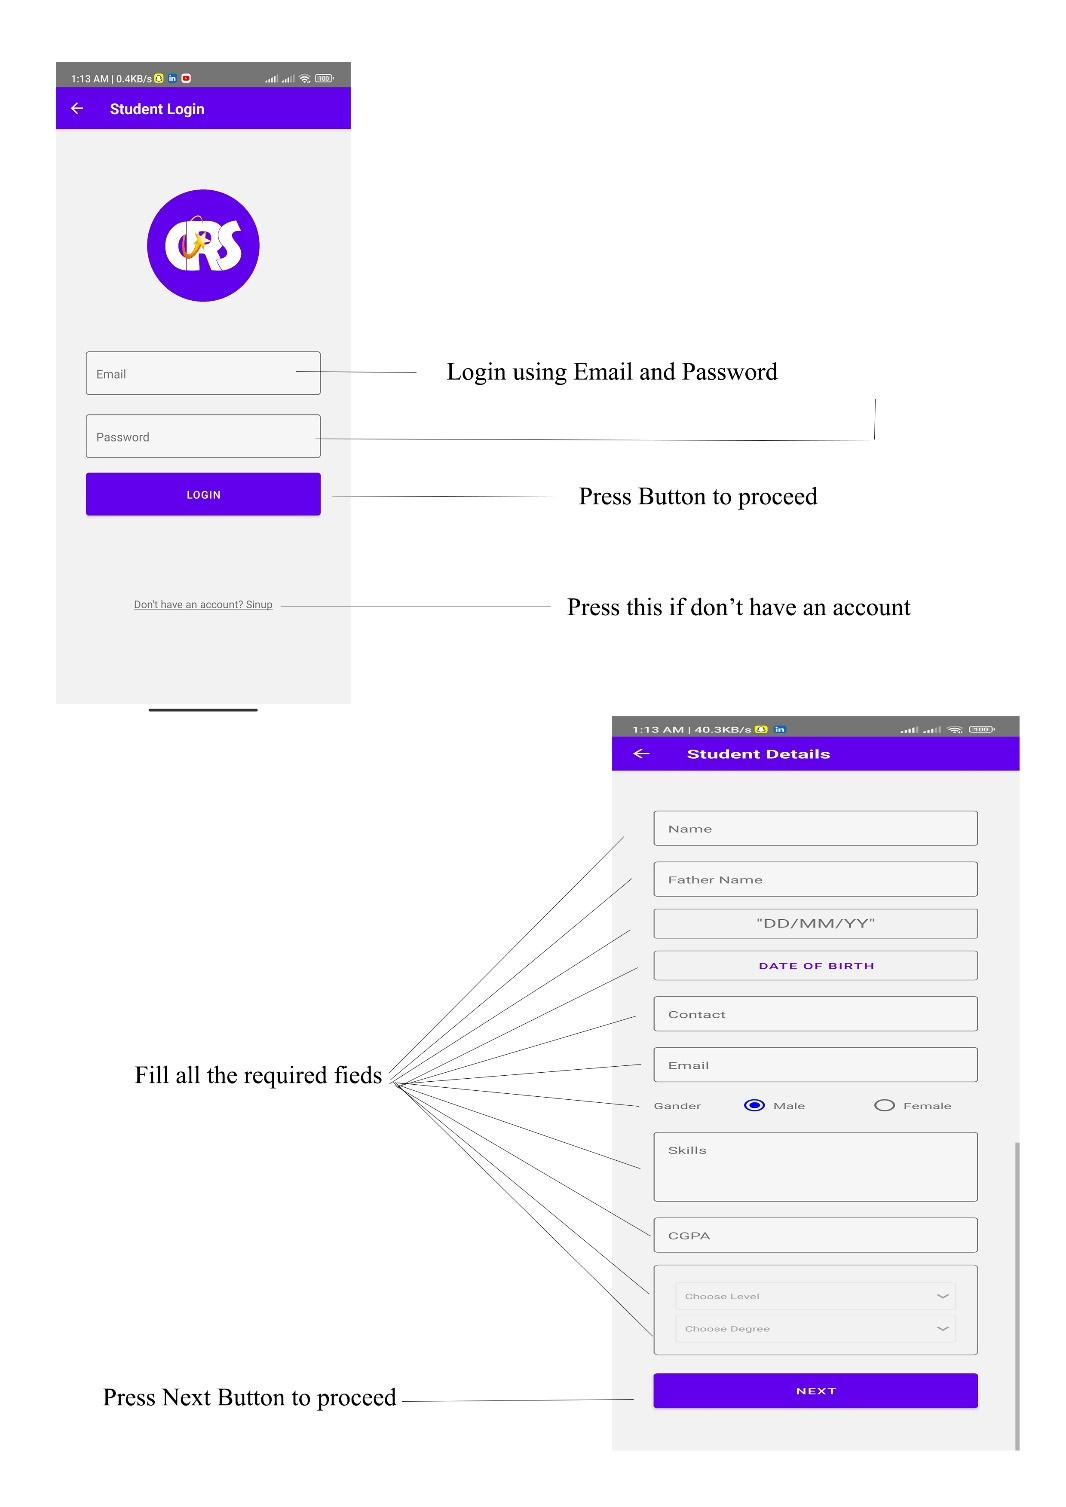 1:13 AM | 0.4KB/s
Student Login
CRS
Email
Login using Email and Password
Password
LOGIN
Press Button to proceed
Don't have an account? Sinup
Press this if don’t have an account
1:13 AM | 40.3KB/s
Student Details
Name
Father Name
"DD/MM/YY"
DATE OF BIRTH
Contact
Email
Fill all the required fieds
Gander Male Female
Skills
CGPA
Choose Level
Choose Degree
NEXT
Press Next Button to proceed